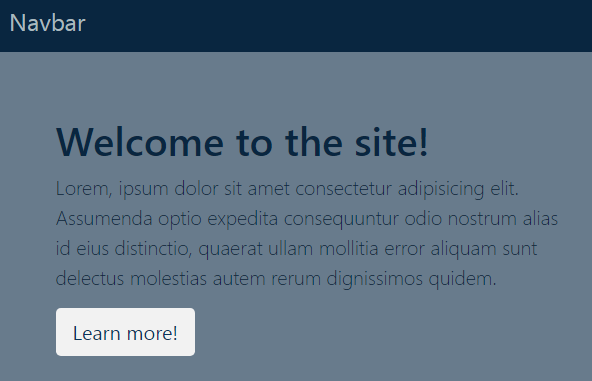 Navbar
Welcome to the site!
Lorem, ipsum dolor sit amet consectetur adipisicing elit.
Assumenda optio expedita consequuntur odio nostrum alias
id eius distinctio, quaerat ullam mollitia error aliquam sunt
delectus molestias autem rerum dignissimos quidem.
Learn more!